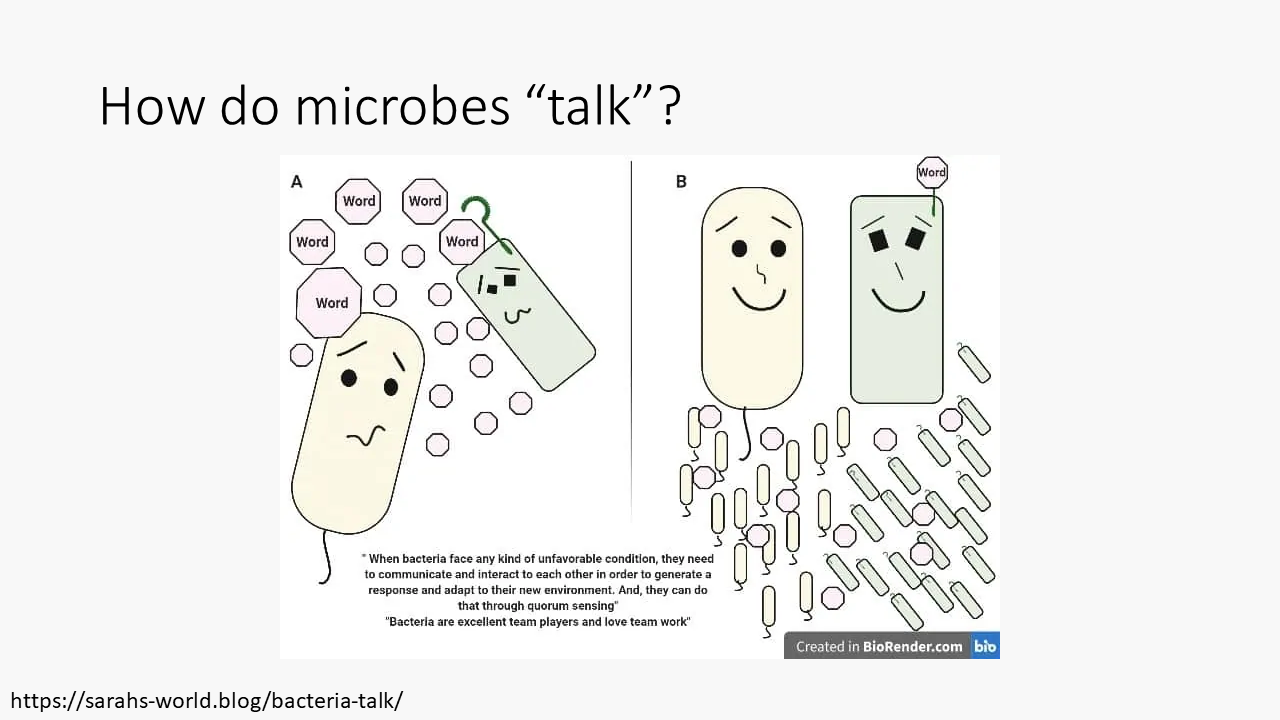 How do microbes “talk”?
A
Word
Word
Word
Word
Word
B
Word
" When bacteria face any kind of unfavorable condition, they need
to communicate and interact to each other in order to generate a
response and adapt to their new environment. And, they can do
that through quorum sensing"
"Bacteria are excellent team players and love team work"
Created in BioRender.com bio
https://sarahs-world.blog/bacteria-talk/